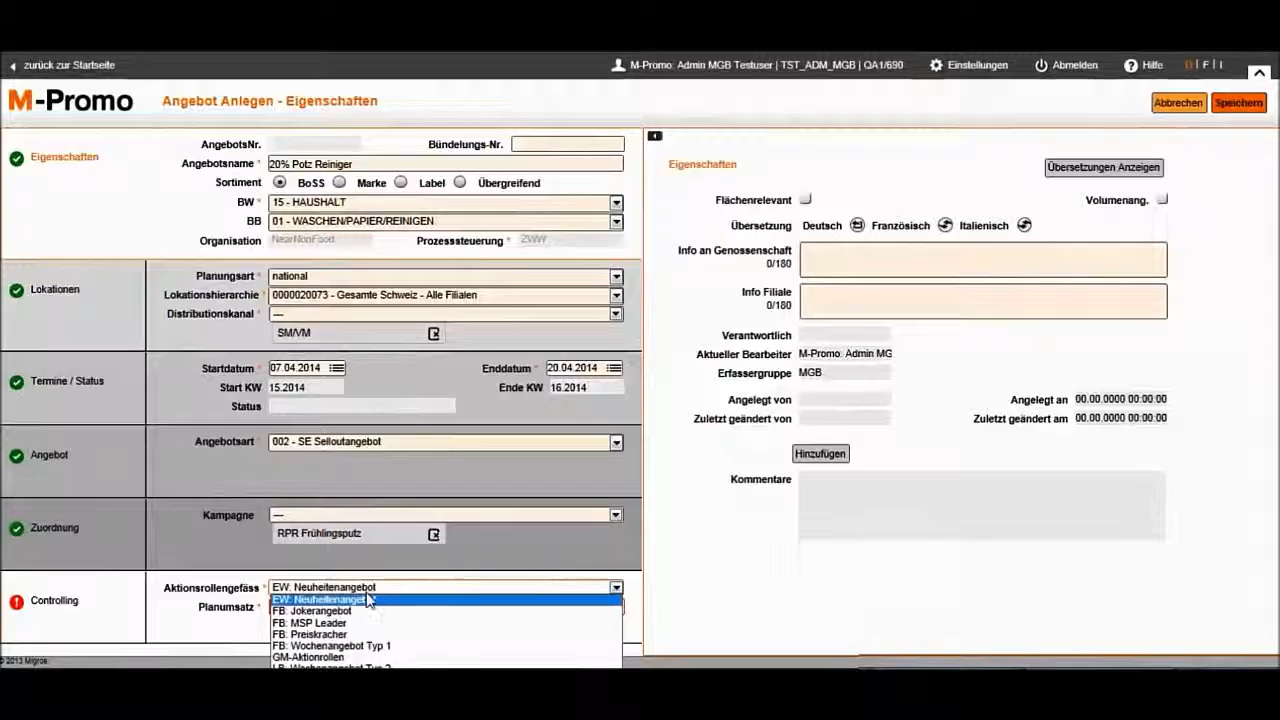 zurück zur Startseite
M-Promo: Admin MGB Testuser | TST_ADM_MGB | QA1/690
Einstellungen
Abmelden
Hilfe
D | F | I
M-Promo
Angebot Anlegen - Eigenschaften
Abbrechen
Speichern
Eigenschaften
AngebotsNr.
Bündelungs-Nr.
Angebotsname * 20% Potz Reiniger
Sortiment BoSS Marke Label Übergreifend
BW * 15 - HAUSHALT
BB 01 - WASCHEN/PAPIER/REINIGEN
Organisation NearNonFood Prozesssteuerung * ZWW
Lokationen
Planungsart * national
Lokationshierarchie * 0000020073 - Gesamte Schweiz - Alle Filialen
Distributionskanal * ---
SM/VM
Termine / Status
Startdatum * 07.04.2014 Enddatum * 20.04.2014
Start KW 15.2014 Ende KW 16.2014
Status
Angebot
Angebotsart * 002 - SE Selloutangebot
Zuordnung
Kampagne ---
RPR Frühlingsputz
Controlling
Aktionsrollengefäss * EW: Neuheitenangebot
Planumsatz *
EW: Neuheitenangebot
FB: Jokerangebot
FB: MSP Leader
FB: Preiskracher
FB: Wochenangebot Typ 1
GM-Aktionrollen
© 2013 Migros
Eigenschaften
Übersetzungen Anzeigen
Flächenrelevant
Volumenang.
Übersetzung Deutsch Französisch Italienisch
Info an Genossenschaft
0/180
Info Filiale
0/180
Verantwortlich
Aktueller Bearbeiter M-Promo: Admin MG
Erfassergruppe MGB
Angelegt von
Angelegt an 00.00.0000 00:00:00
Zuletzt geändert von
Zuletzt geändert am 00.00.0000 00:00:00
Hinzufügen
Kommentare